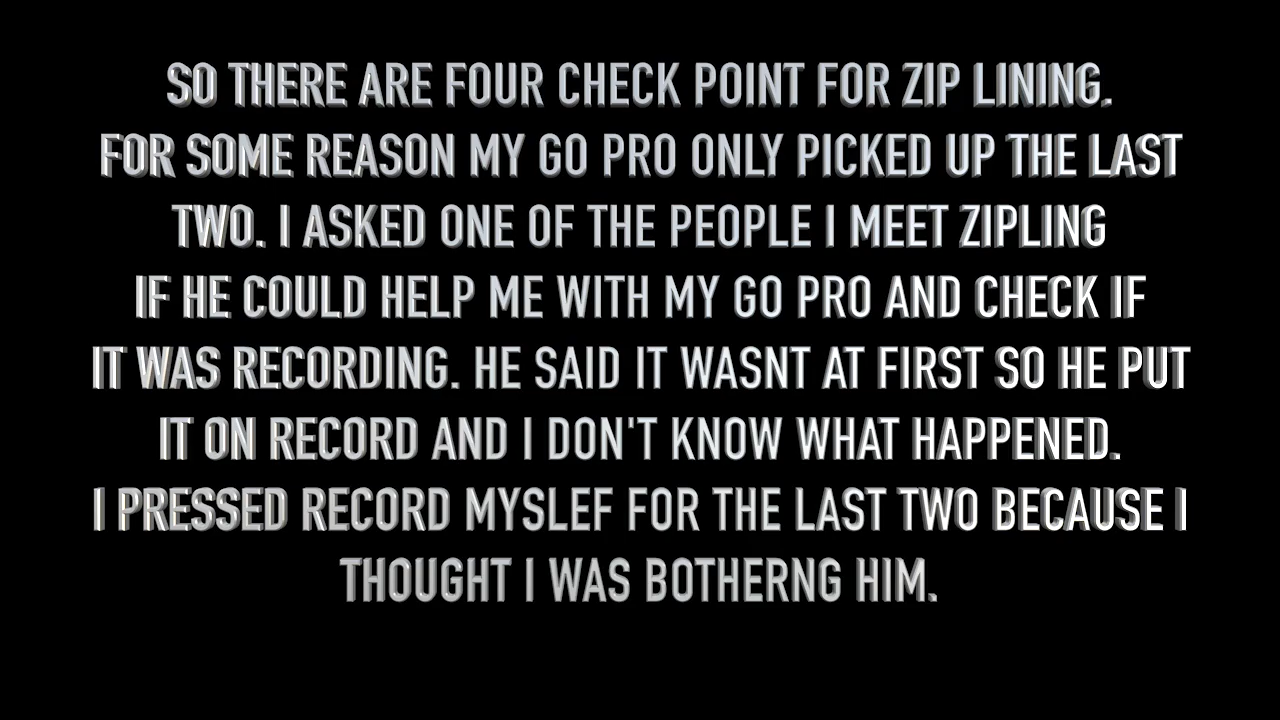 SO THERE ARE FOUR CHECK POINT FOR ZIP LINING.
FOR SOME REASON MY GO PRO ONLY PICKED UP THE LAST
TWO. I ASKED ONE OF THE PEOPLE I MEET ZIPLING
IF HE COULD HELP ME WITH MY GO PRO AND CHECK IF
IT WAS RECORDING. HE SAID IT WASNT AT FIRST SO HE PUT
IT ON RECORD AND I DON'T KNOW WHAT HAPPENED.
I PRESSED RECORD MYSLEF FOR THE LAST TWO BECAUSE I
THOUGHT I WAS BOTHERNG HIM.